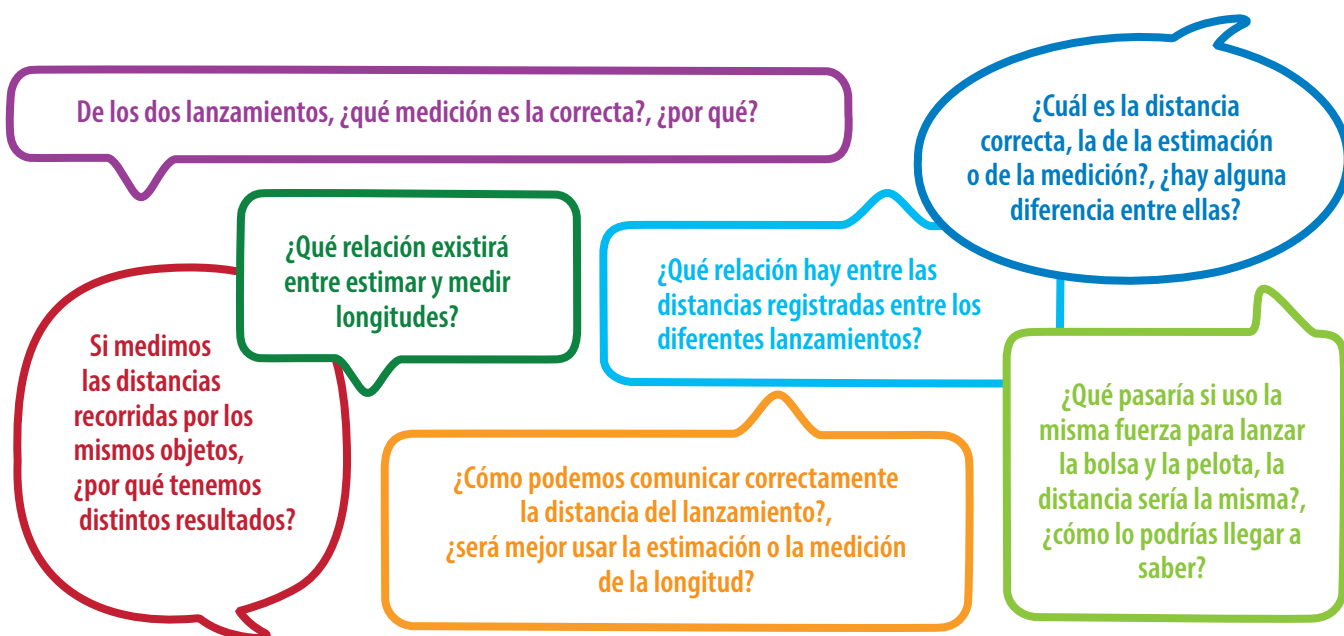 De los dos lanzamientos, ¿qué medición es la correcta?, ¿por qué?
¿Cuál es la distancia
correcta, la de la estimación
o de la medición?, ¿hay alguna
diferencia entre ellas?
¿Qué relación existirá
entre estimar y medir
longitudes?
¿Qué relación hay entre las
distancias registradas entre los
diferentes lanzamientos?
Si medimos
las distancias
recorridas por los
mismos objetos,
¿por qué tenemos
distintos resultados?
¿Cómo podemos comunicar correctamente
la distancia del lanzamiento?,
¿será mejor usar la estimación o la medición
de la longitud?
¿Qué pasaría si uso la
misma fuerza para lanzar
la bolsa y la pelota, la
distancia sería la misma?,
¿cómo lo podrías llegar a
saber?